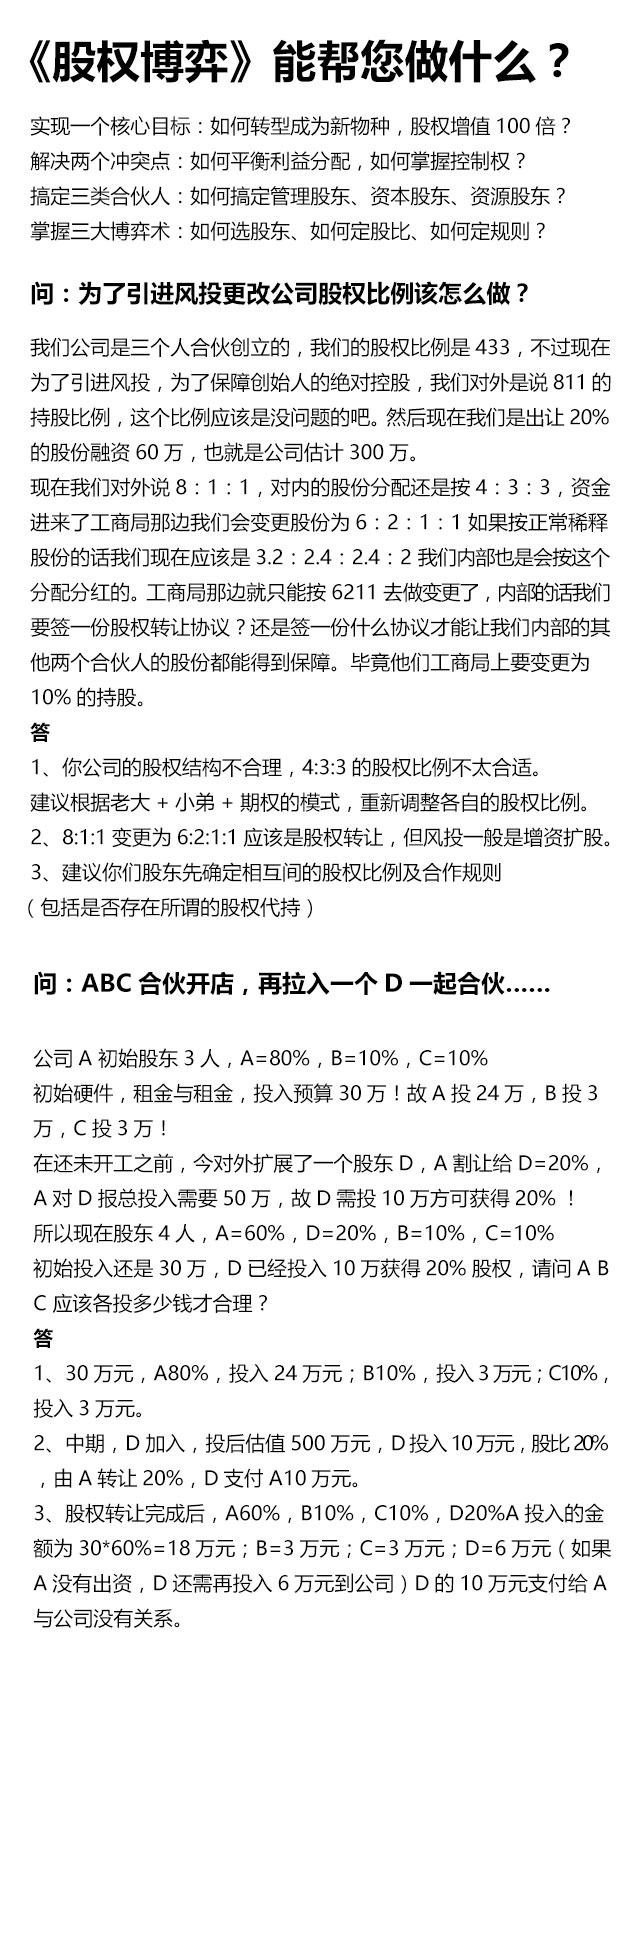 《股权博弈》能帮您做什么？
实现一个核心目标：如何转型成为新物种，股权增值 100 倍？
解决两个冲突点：如何平衡利益分配，如何掌握控制权？
搞定三类合伙人：如何搞定管理股东、资本股东、资源股东？
掌握三大博弈术：如何选股东、如何定股比、如何定规则？
问：为了引进风投更改公司股权比例该怎么做？
我们公司是三个人合伙创立的，我们的股权比例是 433，不过现在
为了引进风投，为了保障创始人的绝对控股，我们对外是说 811 的
持股比例，这个比例应该是没问题的吧。然后现在我们是出让 20%
的股份融资 60 万，也就是公司估计 300 万。
现在我们对外说 8：1：1，对内的股份分配还是按 4：3：3，资金
进来了工商局那边我们会变更股份为 6：2：1：1 如果按正常稀释
股份的话我们现在应该是 3.2：2.4：2.4：2 我们内部也是会按这个
分配分红的。工商局那边就只能按 6211 去做变更了，内部的话我们
要签一份股权转让协议？还是签一份什么协议才能让我们内部的其
他两个合伙人的股份都能得到保障。毕竟他们工商局上要变更为
10% 的持股。
答
1、你公司的股权结构不合理，4:3:3 的股权比例不太合适。
建议根据老大 + 小弟 + 期权的模式，重新调整各自的股权比例。
2、8:1:1 变更为 6:2:1:1 应该是股权转让，但风投一般是增资扩股。
3、建议你们股东先确定相互间的股权比例及合作规则
（包括是否存在所谓的股权代持）
问：ABC 合伙开店，再拉入一个 D 一起合伙......
公司 A 初始股东 3 人，A=80%，B=10%，C=10%
初始硬件，租金与租金，投入预算 30 万！故 A 投 24 万，B 投 3
万，C 投 3 万！
在还未开工之前，今对外扩展了一个股东 D，A 割让给 D=20%，
A 对 D 报总投入需要 50 万，故 D 需投 10 万方可获得 20% ！
所以现在股东 4 人，A=60%，D=20%，B=10%，C=10%
初始投入还是 30 万，D 已经投入 10 万获得 20% 股权，请问 A B
C 应该各投多少钱才合理？
答
1、30 万元，A80%，投入 24 万元；B10%，投入 3 万元；C10%，
投入 3 万元。
2、中期，D 加入，投后估值 500 万元，D 投入 10 万元，股比 20%
，由 A 转让 20%，D 支付 A10 万元。
3、股权转让完成后，A60%，B10%，C10%，D20%A 投入的金
额为 30*60%=18 万元；B=3 万元；C=3 万元；D=6 万元（如果
A 没有出资，D 还需再投入 6 万元到公司）D 的 10 万元支付给 A
与公司没有关系。